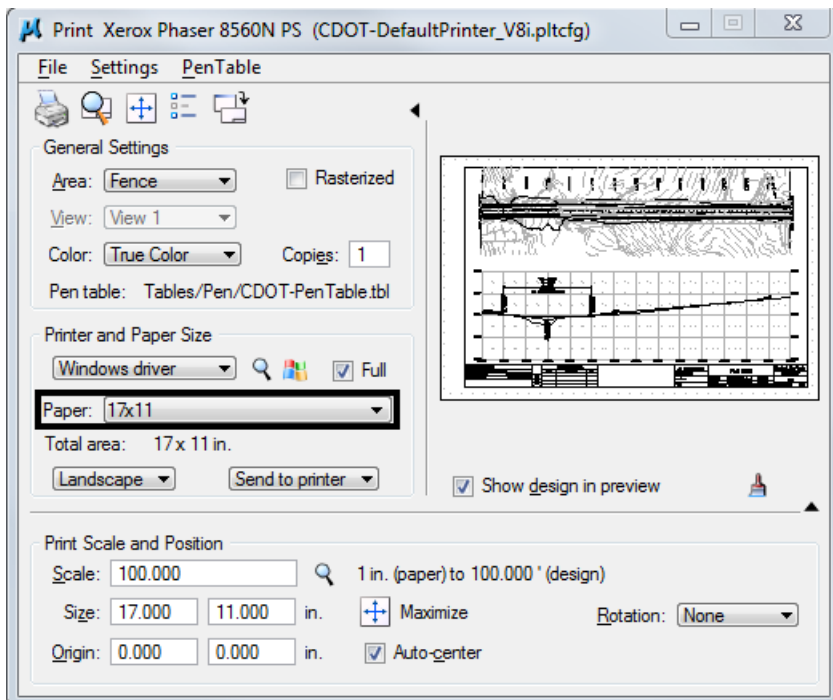 Print Xerox Phaser 8560N PS (CDOT-DefaultPrinter_V8i.pltcfg)
File Settings PenTable
General Settings
Area: Fence Rasterized
View: View 1
Color: True Color Copies: 1
Pen table: Tables/Pen/CDOT-PenTable.tbl
Printer and Paper Size
Windows driver Full
Paper: 17x11
Total area: 17 x 11 in.
Landscape Send to printer
Show design in preview
Print Scale and Position
Scale: 100.000 1 in. (paper) to 100.000 ' (design)
Size: 17.000 11.000 in. Maximize Rotation: None
Origin: 0.000 0.000 in. Auto-center